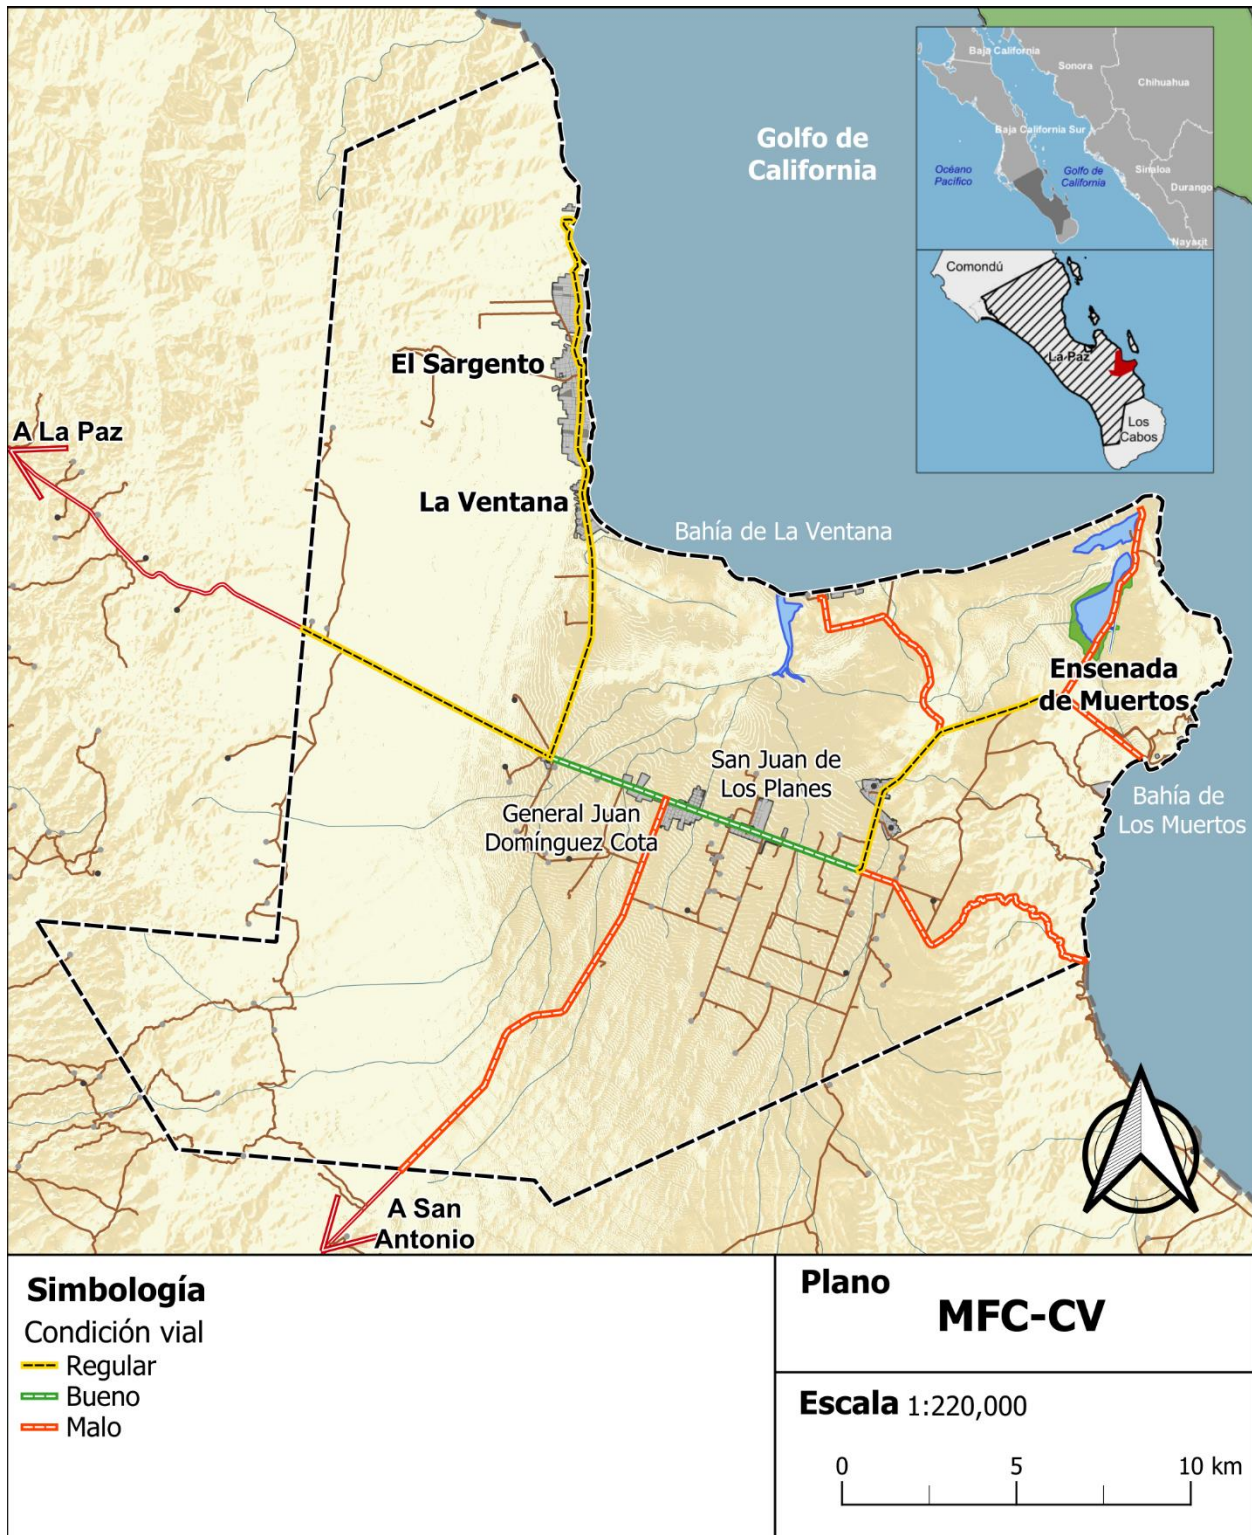 Golfo de
California
Baja California
Sonora
Chihuahua
Baja California Sur
Océano
Pacífico
Golfo de
California
Sinaloa
Durango
Nayarit
Comondú
La Paz
Los
Cabos
El Sargento
A La Paz
La Ventana
Bahía de La Ventana
Ensenada
de Muertos
San Juan de
Los Planes
General Juan
Domínguez Cota
Bahía de
Los Muertos
A San
Antonio
Simbología
Condición vial
Regular
Bueno
Malo
Plano
MFC-CV
Escala 1:220,000
0 5 10 km